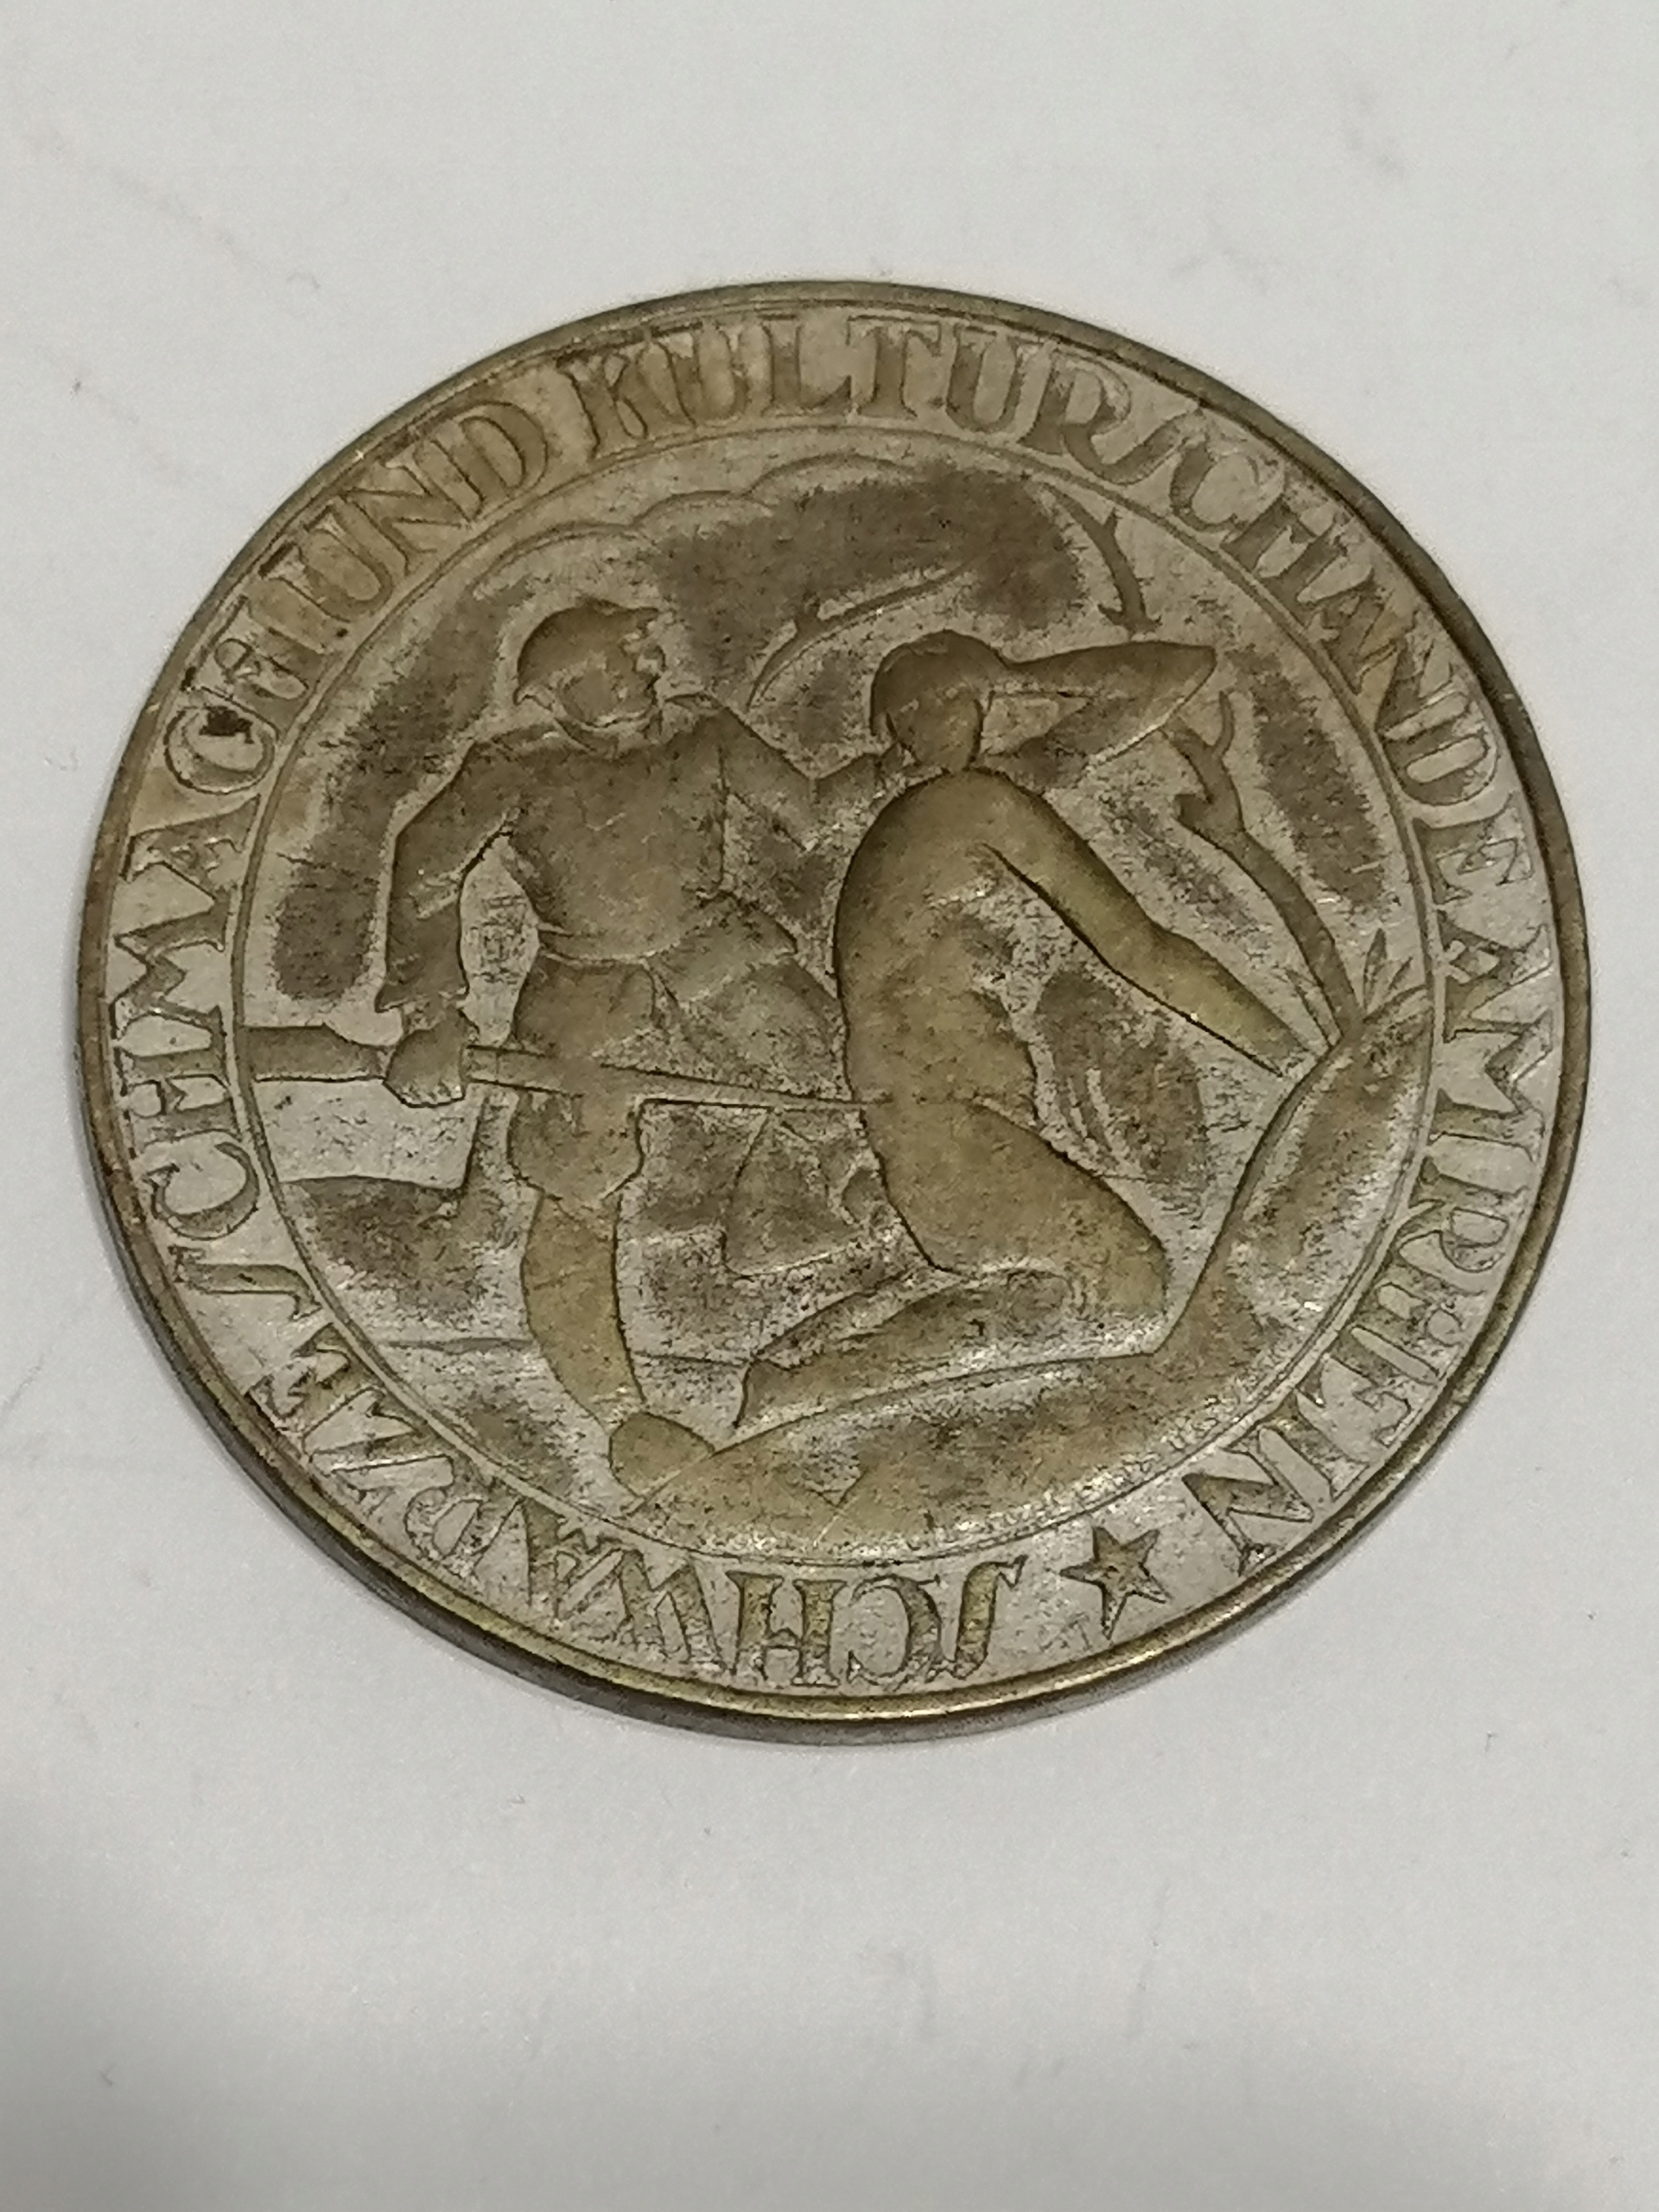 SCHWARZE SCHMACH UND KULTURSCHANDE AM RHEIN